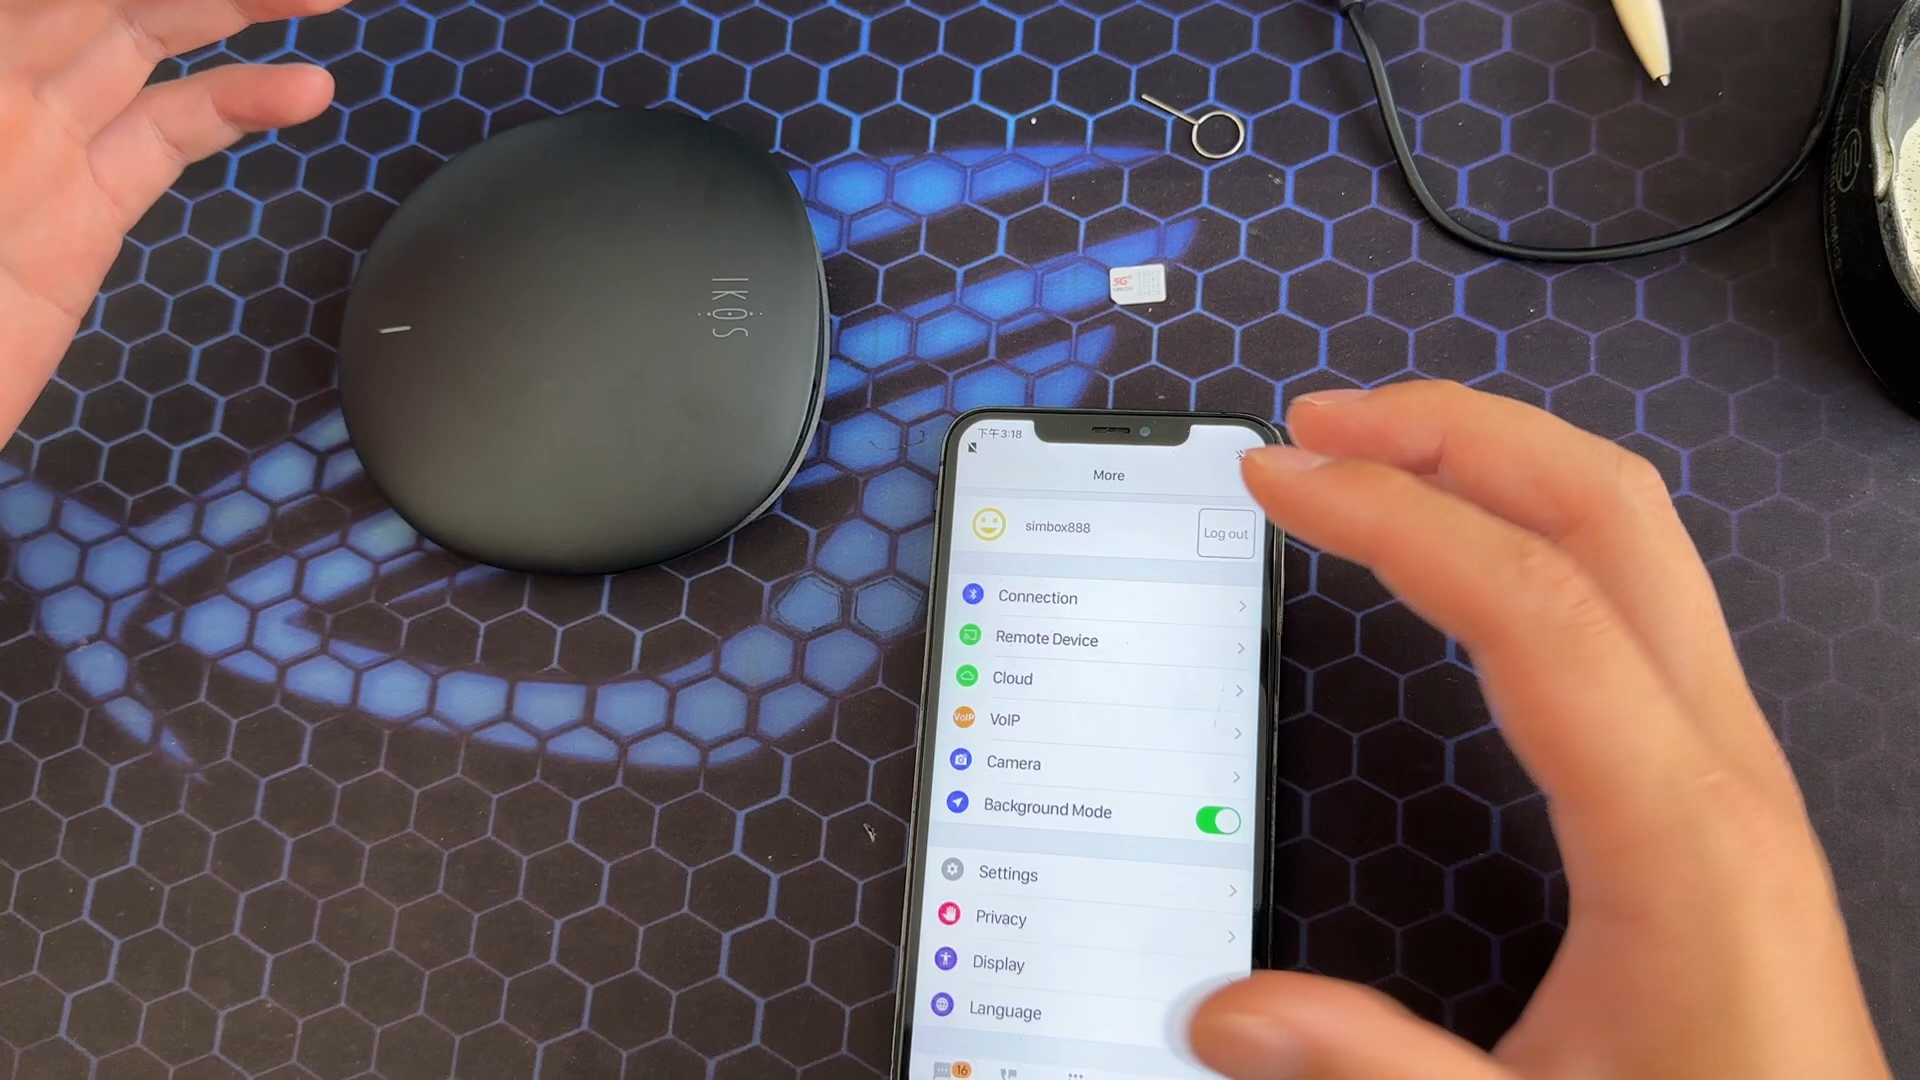 IKOS
5G
下午3:18
More
simbox888
Log out
Connection
Remote Device
Cloud
VoIP
VoIP
Camera
Background Mode
Settings
Privacy
Display
Language
16